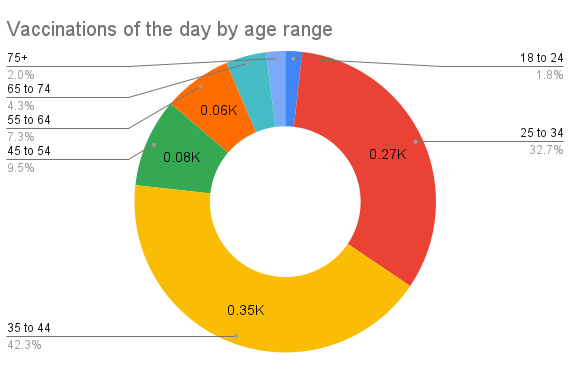 Vaccinations of the day by age range
75+
2.0%
65 to 74
4.3%
55 to 64
7.3%
45 to 54
9.5%
35 to 44
42.3%
18 to 24
1.8%
25 to 34
32.7%
0.06K
0.08K
0.27K
0.35K